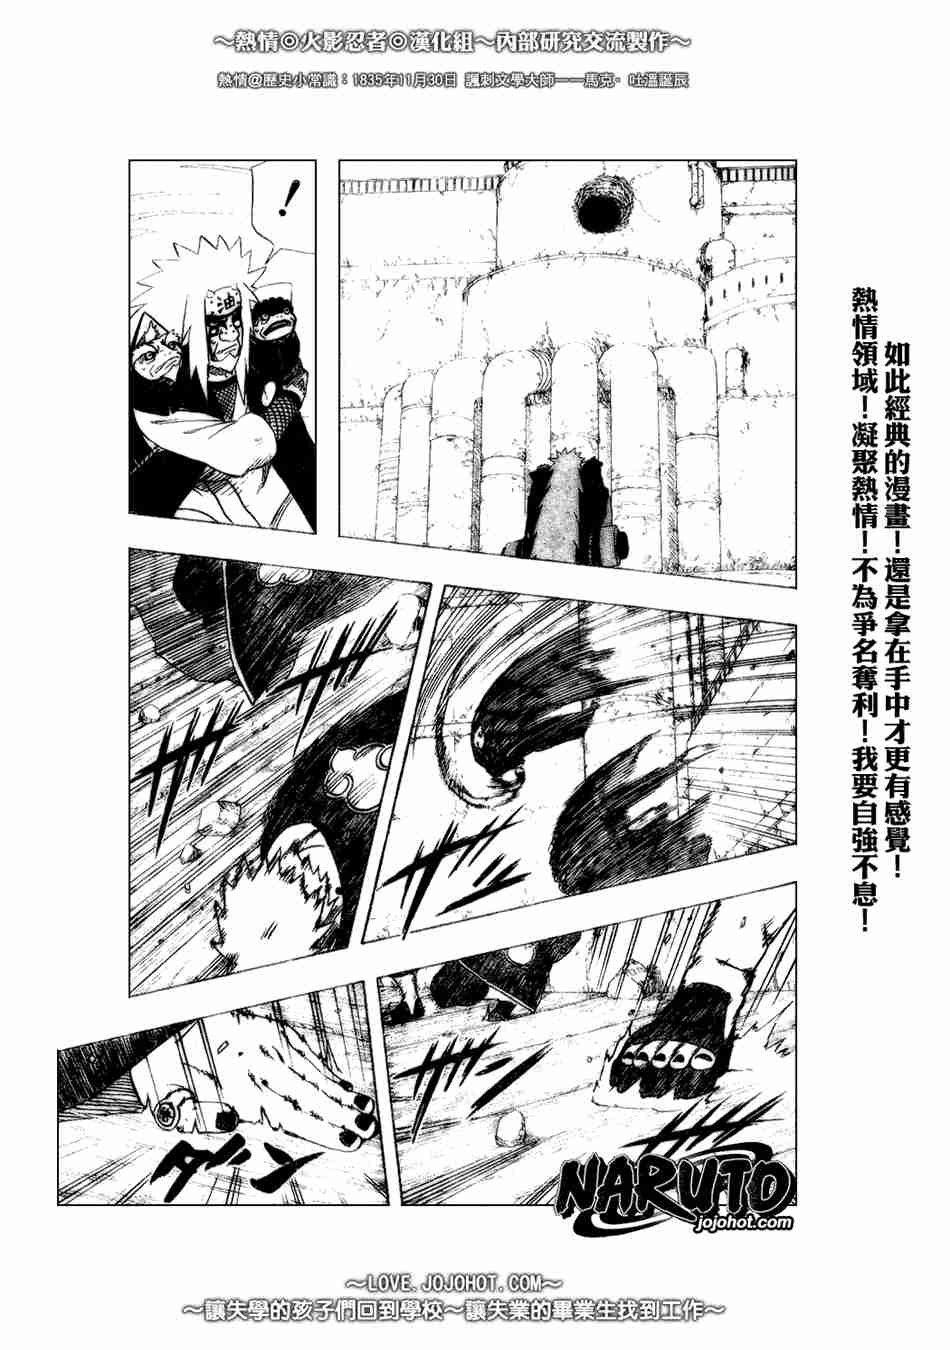 ～熱情◎火影忍者◎漢化組～內部研究交流製作～
熱情@歷史小常識：1835年11月30日 諷刺文學大師——馬克·吐溫誕辰
！
油
如此經典的漫畫！還是拿在手中才更有感覺！
熱情領域！凝聚熱情！不為爭名奪利！我要自強不息！
ダン
NARUTO
jojohot.com
～LOVE.JOJOHOT.COM～
～讓失學的孩子們回到學校～讓失業的畢業生找到工作～